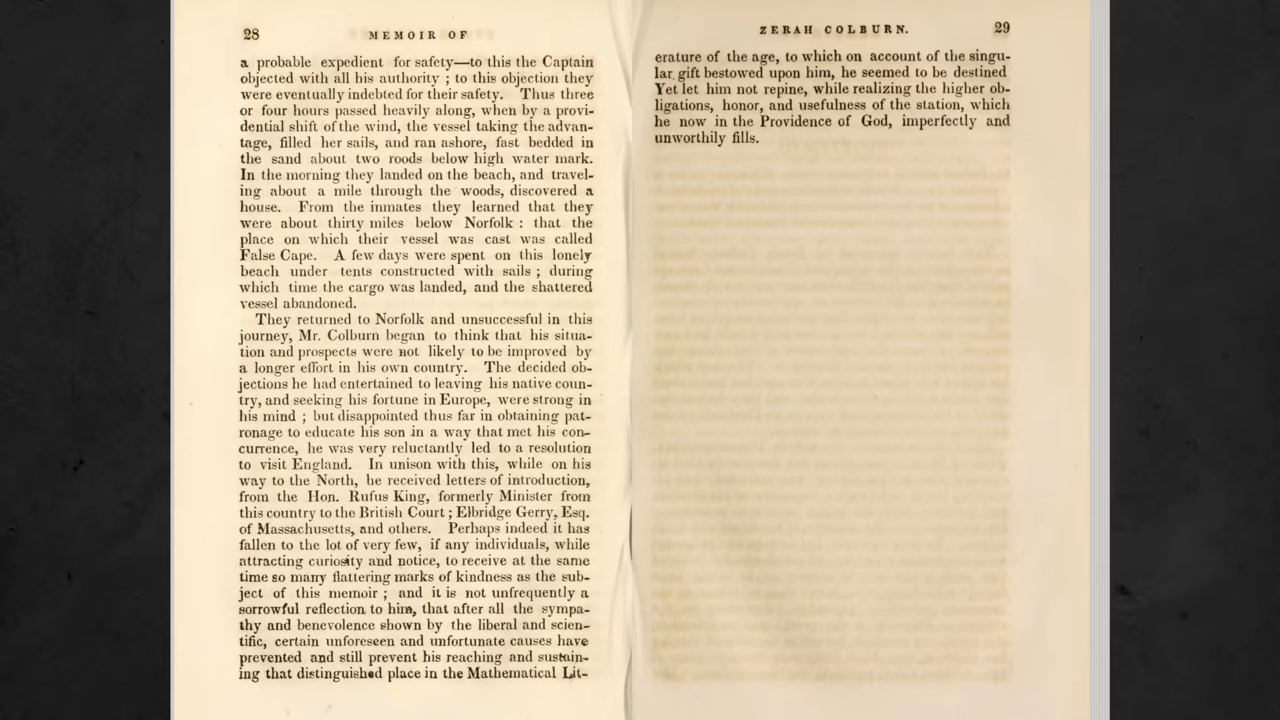 28
MEMOIR OF
a probable expedient for safety—to this the Captain
objected with all his authority ; to this objection they
were eventually indebted for their safety. Thus three
or four hours passed heavily along, when by a provi-
dential shift of the wind, the vessel taking the advan-
tage, filled her sails, and ran ashore, fast bedded in
the sand about two roods below high water mark.
In the morning they landed on the beach, and travel-
ing about a mile through the woods, discovered a
house. From the inmates they learned that they
were about thirty miles below Norfolk : that the
place on which their vessel was cast was called
False Cape. A few days were spent on this lonely
beach under tents constructed with sails ; during
which time the cargo was landed, and the shattered
vessel abandoned.
They returned to Norfolk and unsuccessful in this
journey, Mr. Colburn began to think that his situa-
tion and prospects were not likely to be improved by
a longer effort in his own country. The decided ob-
jections he had entertained to leaving his native coun-
try, and seeking his fortune in Europe, were strong in
his mind ; but disappointed thus far in obtaining pat-
ronage to educate his son in a way that met his con-
currence, he was very reluctantly led to a resolution
to visit England. In unison with this, while on his
way to the North, he received letters of introduction,
from the Hon. Rufus King, formerly Minister from
this country to the British Court ; Elbridge Gerry, Esq.
of Massachusetts, and others. Perhaps indeed it has
fallen to the lot of very few, if any individuals, while
attracting curiosity and notice, to receive at the same
time so many flattering marks of kindness as the sub-
ject of this memoir ; and it is not unfrequently a
sorrowful reflection to him, that after all the sympa-
thy and benevolence shown by the liberal and scien-
tific, certain unforeseen and unfortunate causes have
prevented and still prevent his reaching and sustain-
ing that distinguished place in the Mathematical Lit-
ZERAH COLBURN.
29
erature of the age, to which on account of the singu-
lar gift bestowed upon him, he seemed to be destined
Yet let him not repine, while realizing the higher ob-
ligations, honor, and usefulness of the station, which
he now in the Providence of God, imperfectly and
unworthily fills.